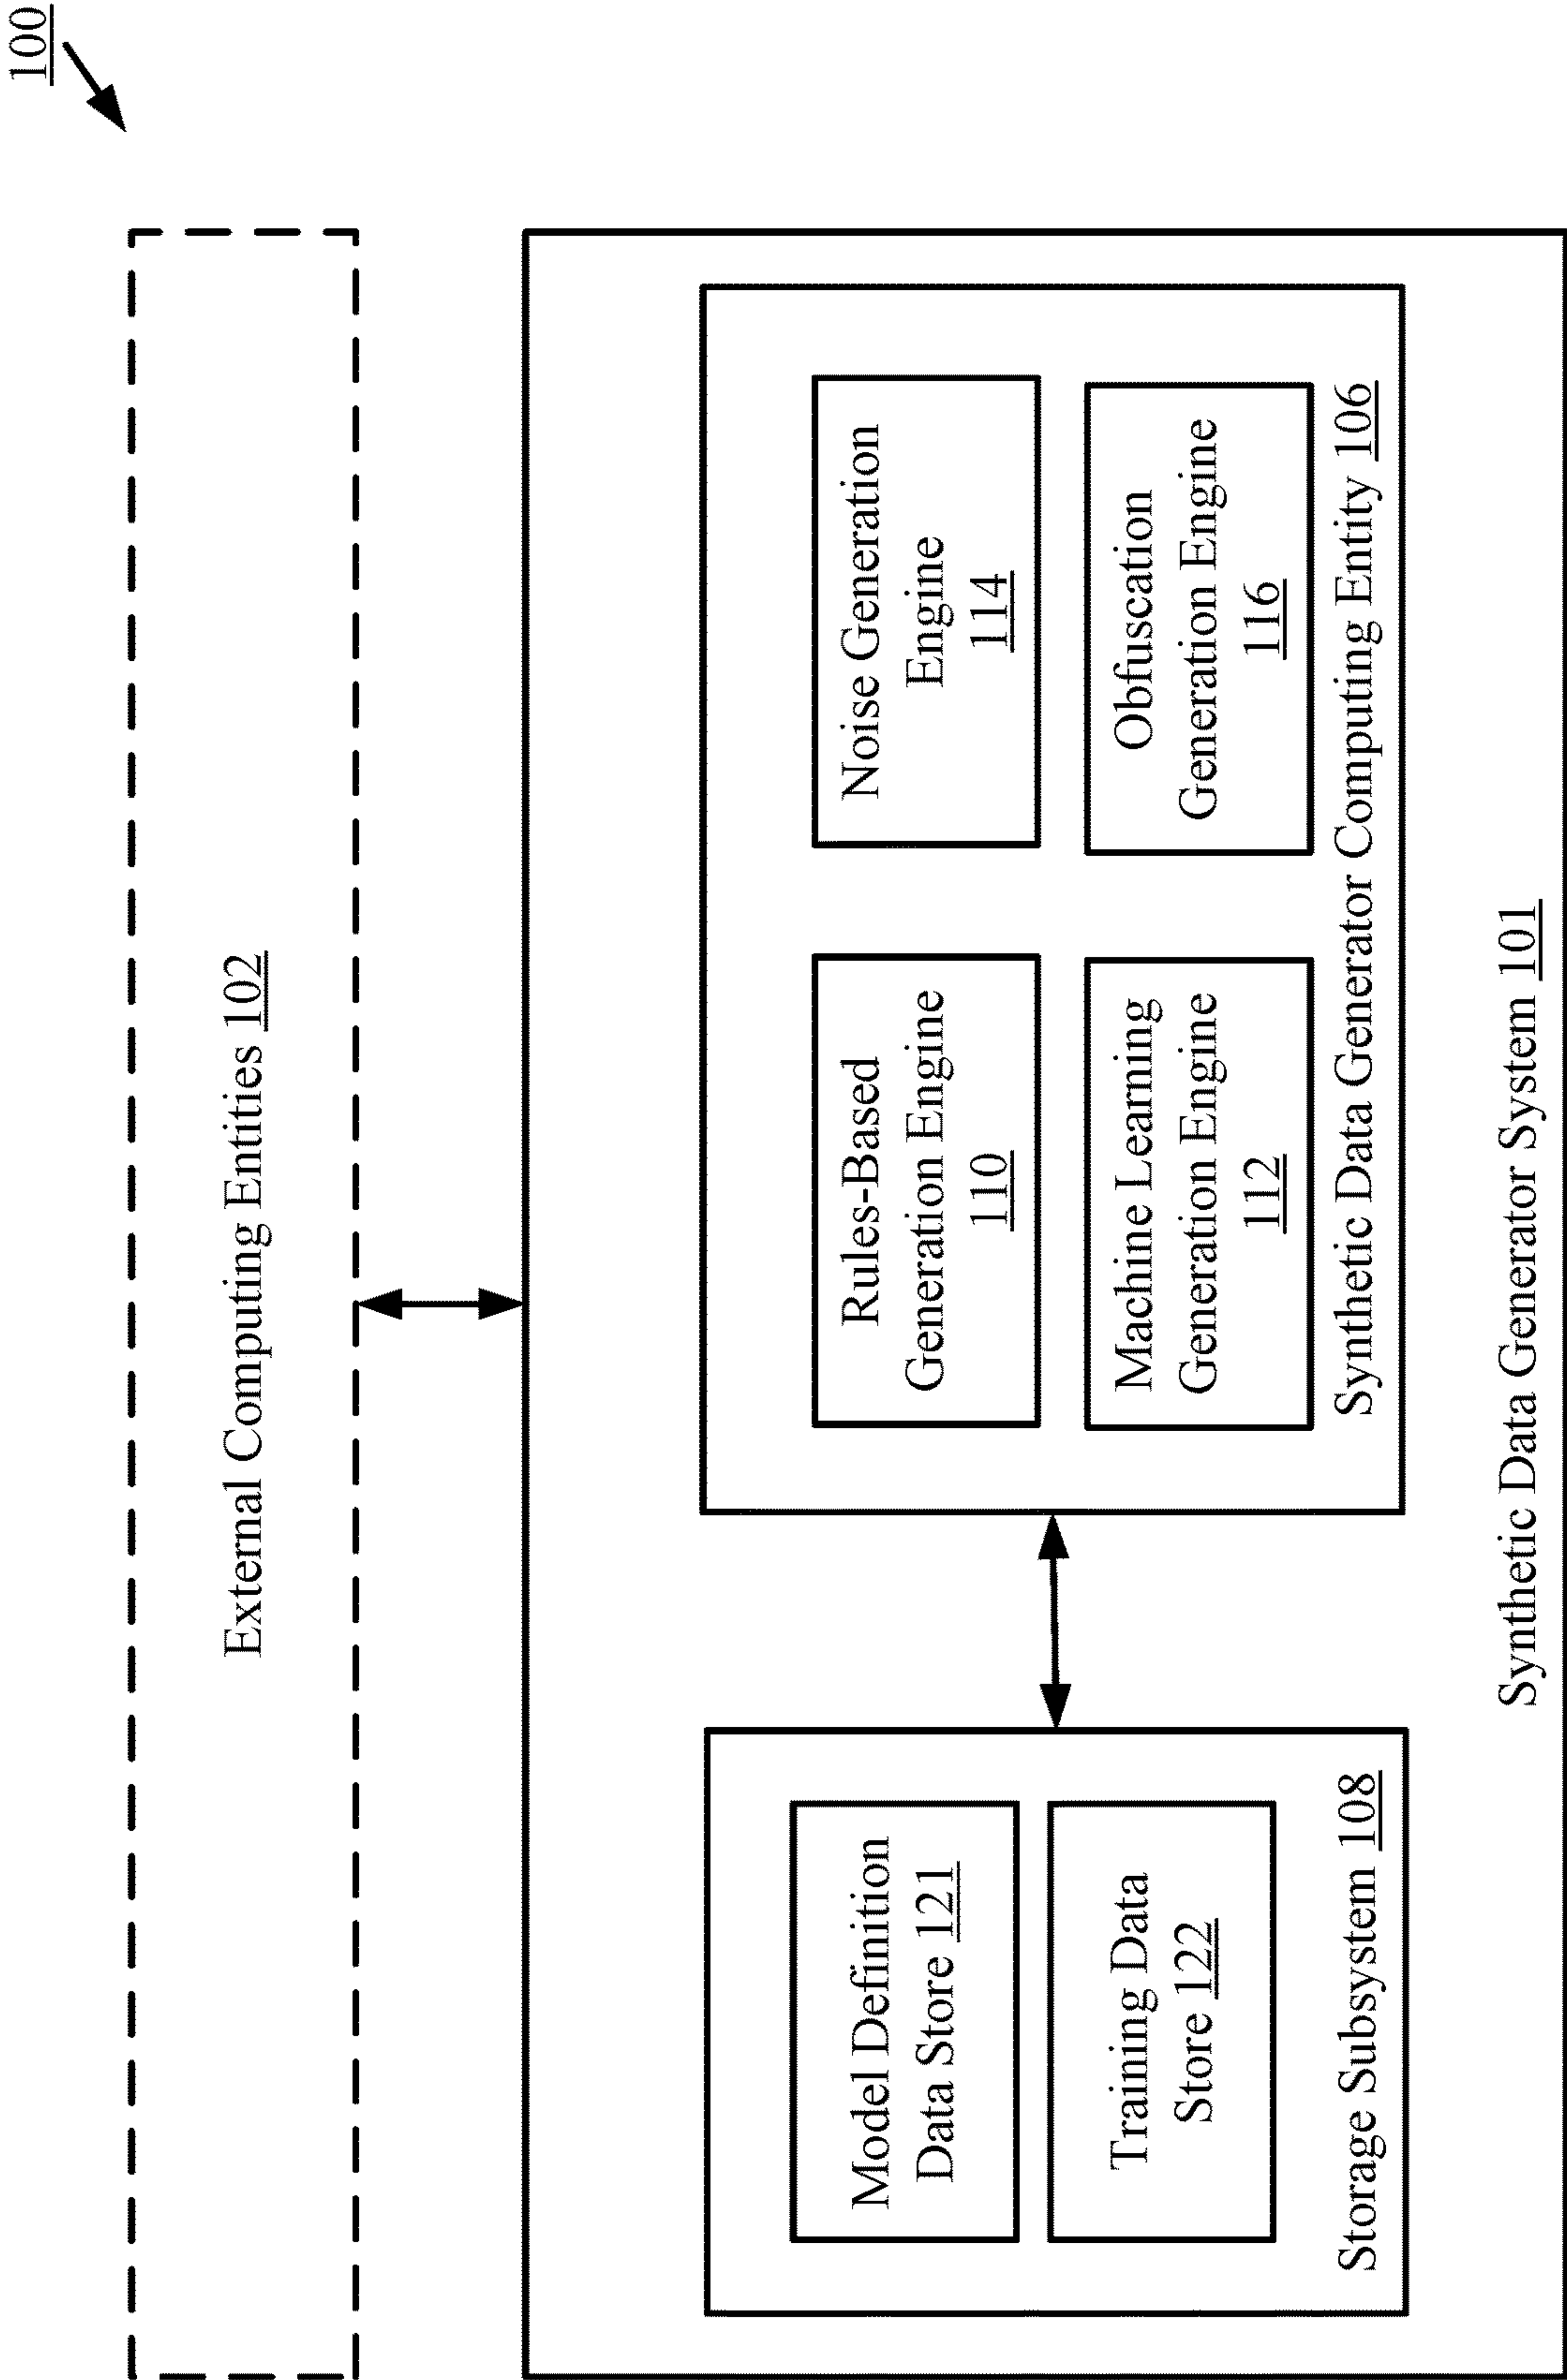 100
External Computing Entities 102
Model Definition
Data Store 121
Training Data
Store 122
Storage Subsystem 108
Rules-Based
Generation Engine
110
Noise Generation
Engine
114
Machine Learning
Generation Engine
112
Obfuscation
Generation Engine
116
Synthetic Data Generator Computing Entity 106
Synthetic Data Generator System 101